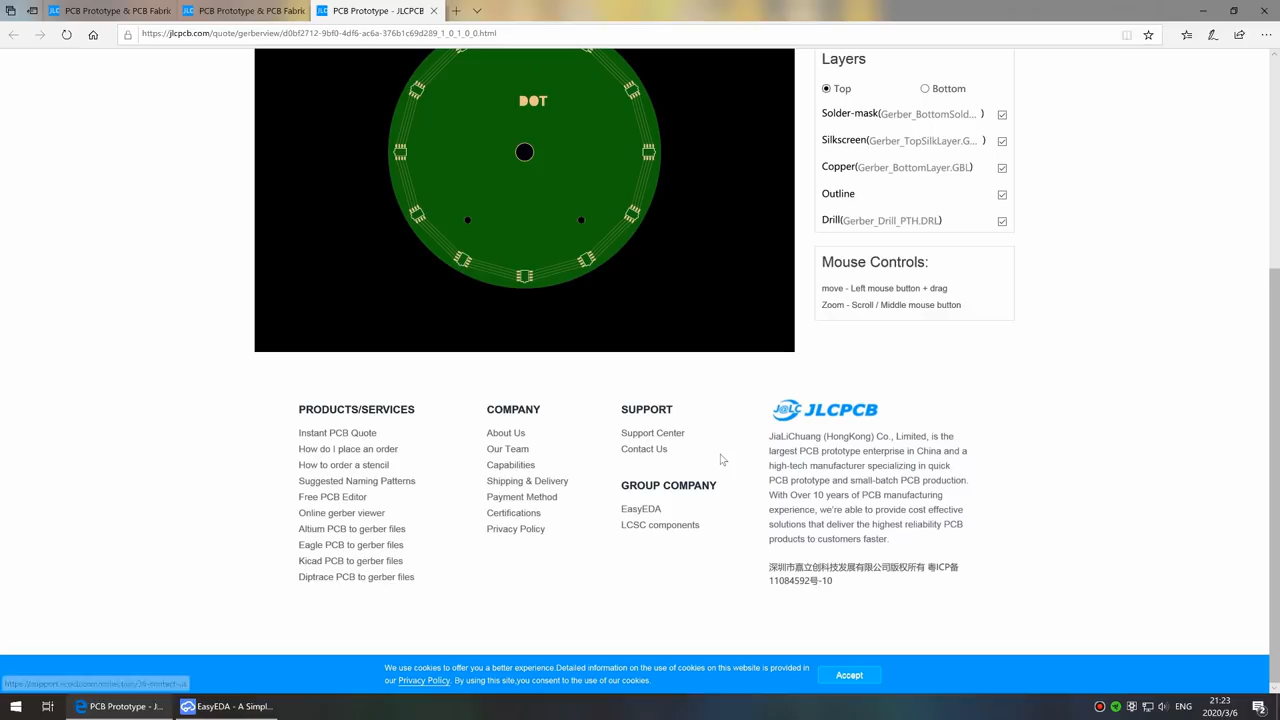 PCB Prototype & PCB Fabric
PCB Prototype & PCB Fabric
PCB Prototype - JLCPCB
https://jlcpcb.com/quote/gerberview/d0bf2712-9bf0-4df6-ac6a-376b1c69d289_1_0_1_0_0.html
Layers
Top
Bottom
Solder-mask(Gerber_BottomSold... )
Silkscreen(Gerber_TopSilkLayer.G... )
Copper(Gerber_BottomLayer.GBL)
Outline
Drill(Gerber_Drill_PTH.DRL)
DOT
Mouse Controls:
move - Left mouse button + drag
Zoom - Scroll / Middle mouse button
PRODUCTS/SERVICES
Instant PCB Quote
How do I place an order
How to order a stencil
Suggested Naming Patterns
Free PCB Editor
Online gerber viewer
Altium PCB to gerber files
Eagle PCB to gerber files
Kicad PCB to gerber files
Diptrace PCB to gerber files
COMPANY
About Us
Our Team
Capabilities
Shipping & Delivery
Payment Method
Certifications
Privacy Policy
SUPPORT
Support Center
Contact Us
GROUP COMPANY
EasyEDA
LCSC components
J@LC JLCPCB
JiaLiChuang (HongKong) Co., Limited, is the
largest PCB prototype enterprise in China and a
high-tech manufacturer specializing in quick
PCB prototype and small-batch PCB production.
With Over 10 years of PCB manufacturing
experience, we're able to provide cost effective
solutions that deliver the highest reliability PCB
products to customers faster.
深圳市嘉立创科技发展有限公司版权所有 粤ICP备
11084592号-10
We use cookies to offer you a better experience.Detailed information on the use of cookies on this website is provided in
our Privacy Policy. By using this site,you consent to the use of our cookies.
Accept
PCB Prototype - J...
EasyEDA - A Simpl...
ENG
21:23
2020/3/6